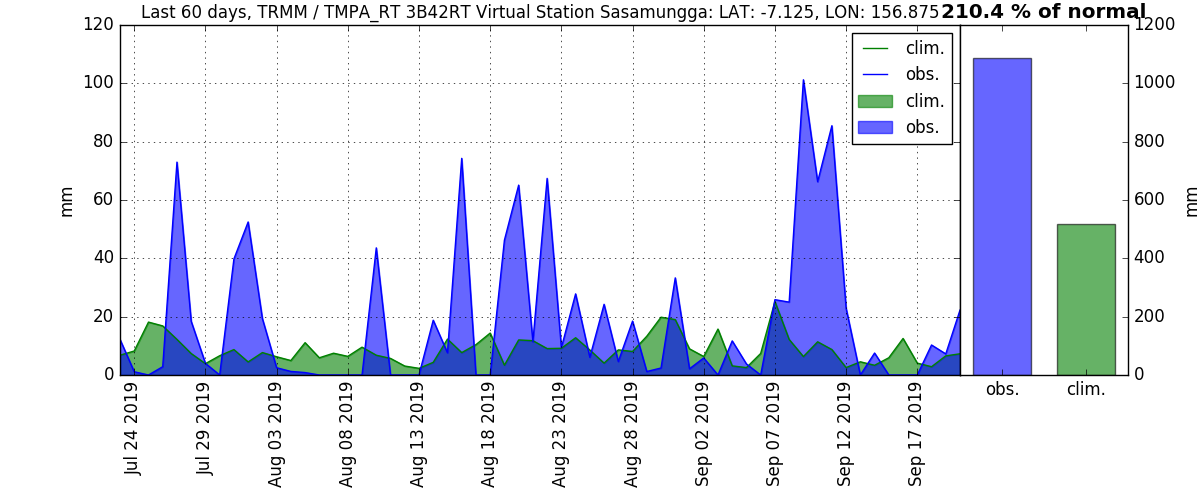 Last 60 days, TRMM / TMPA_RT 3B42RT Virtual Station Sasamungga: LAT: -7.125, LON: 156.875
210.4 % of normal
120
100
80
60
40
20
0
mm
clim.
obs.
clim.
obs.
1200
1000
800
600
400
200
0
mm
Jul 24 2019
Jul 29 2019
Aug 03 2019
Aug 08 2019
Aug 13 2019
Aug 18 2019
Aug 23 2019
Aug 28 2019
Sep 02 2019
Sep 07 2019
Sep 12 2019
Sep 17 2019
obs.
clim.